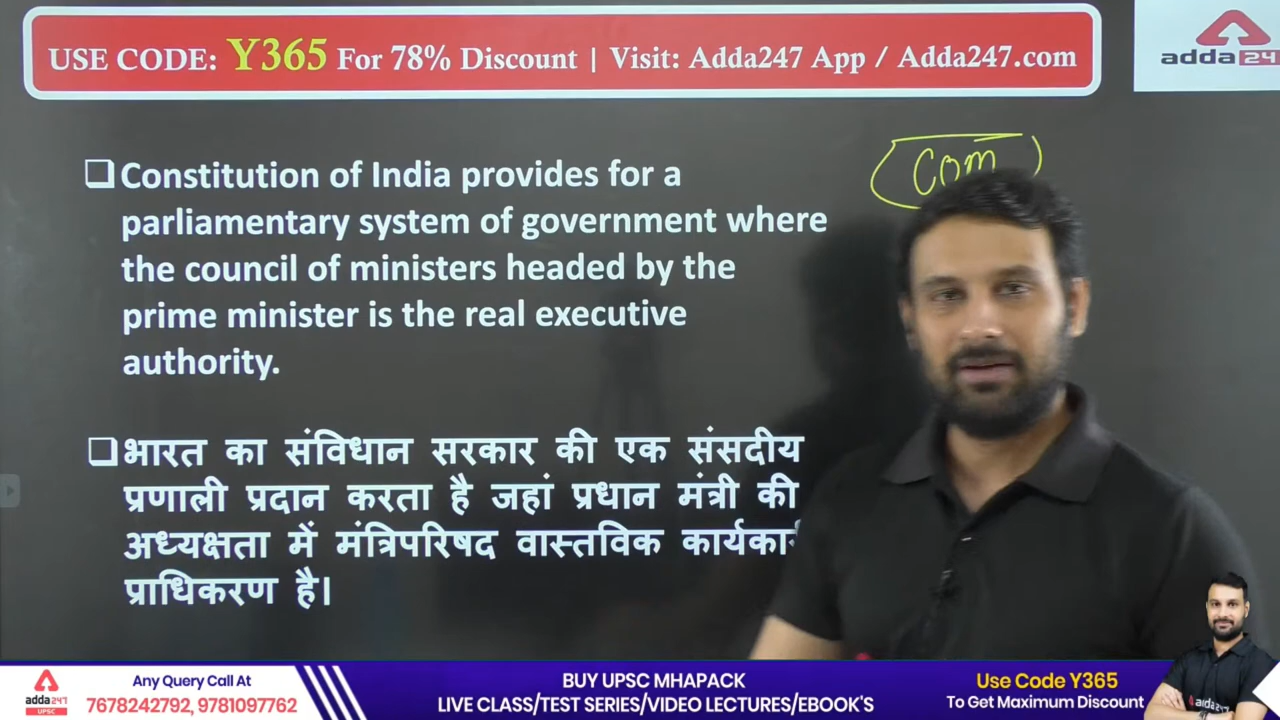 USE CODE: Y365 For 78% Discount | Visit: Adda247 App / Adda247.com
adda24
COM
❑Constitution of India provides for a
parliamentary system of government where
the council of ministers headed by the
prime minister is the real executive
authority.
❑भारत का संविधान सरकार की एक संसदीय
प्रणाली प्रदान करता है जहां प्रधान मंत्री की
अध्यक्षता में मंत्रिपरिषद वास्तविक
प्राधिकरण है।
adda247
UPSC
Any Query Call At
7678242792, 9781097762
BUY UPSC MHAPACK
LIVE CLASS/TEST SERIES/VIDEO LECTURES/EBOOK'S
Use Code Y365
To Get Maximum Discount